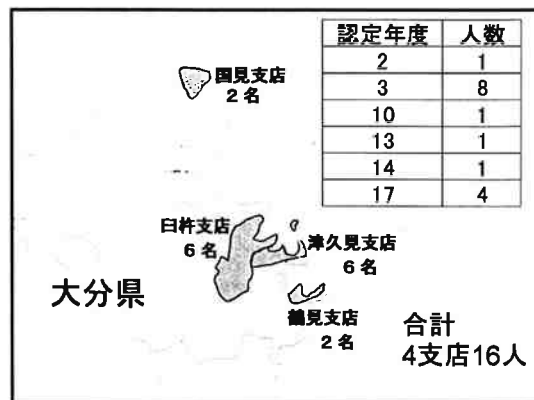 認定年度 人数
2 1
3 8
10 1
13 1
14 1
17 4
国見支店
2名
臼杵支店
6名
津久見支店
6名
大分県
鶴見支店
2名
合計
4支店16人